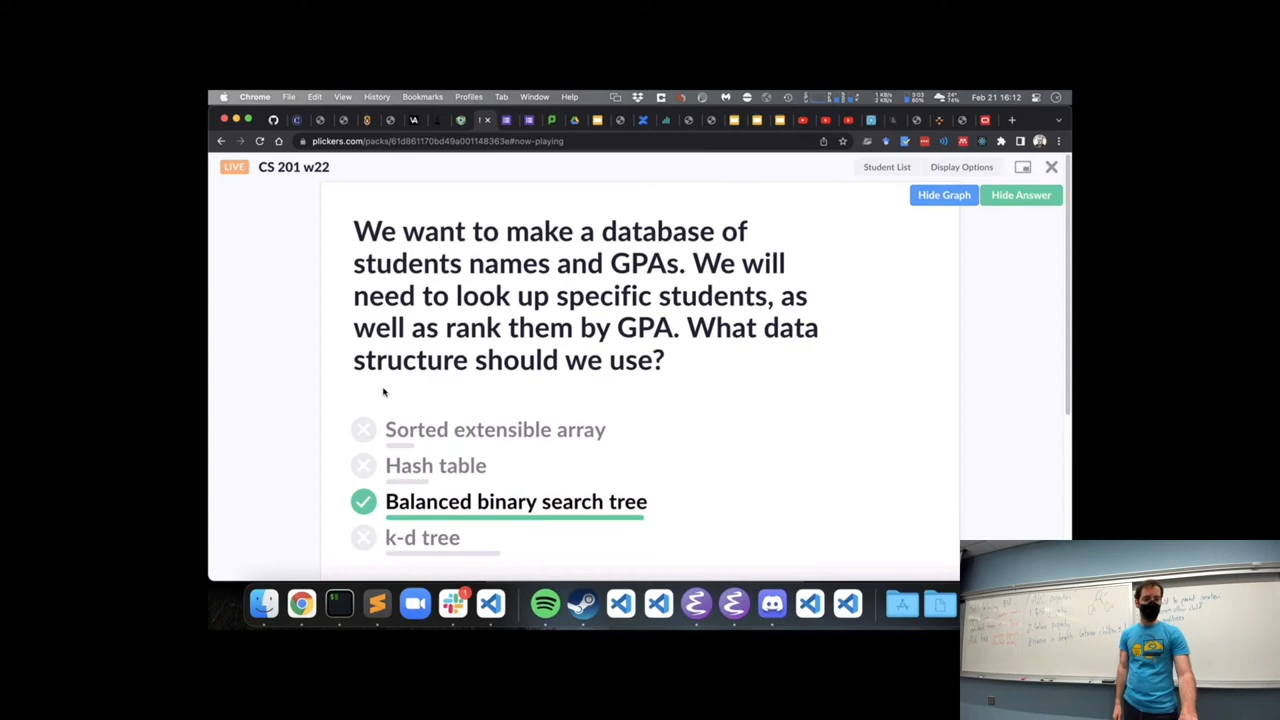 Chrome File Edit View History Bookmarks Profiles Tab Window Help
Feb 21 16:12
plickers.com/packs/61d861170bd49a001148363e#now-playing
LIVE CS 201 w22 Student List Display Options
Hide Graph Hide Answer
We want to make a database of
students names and GPAs. We will
need to look up specific students, as
well as rank them by GPA. What data
structure should we use?
Sorted extensible array
Hash table
Balanced binary search tree
k-d tree